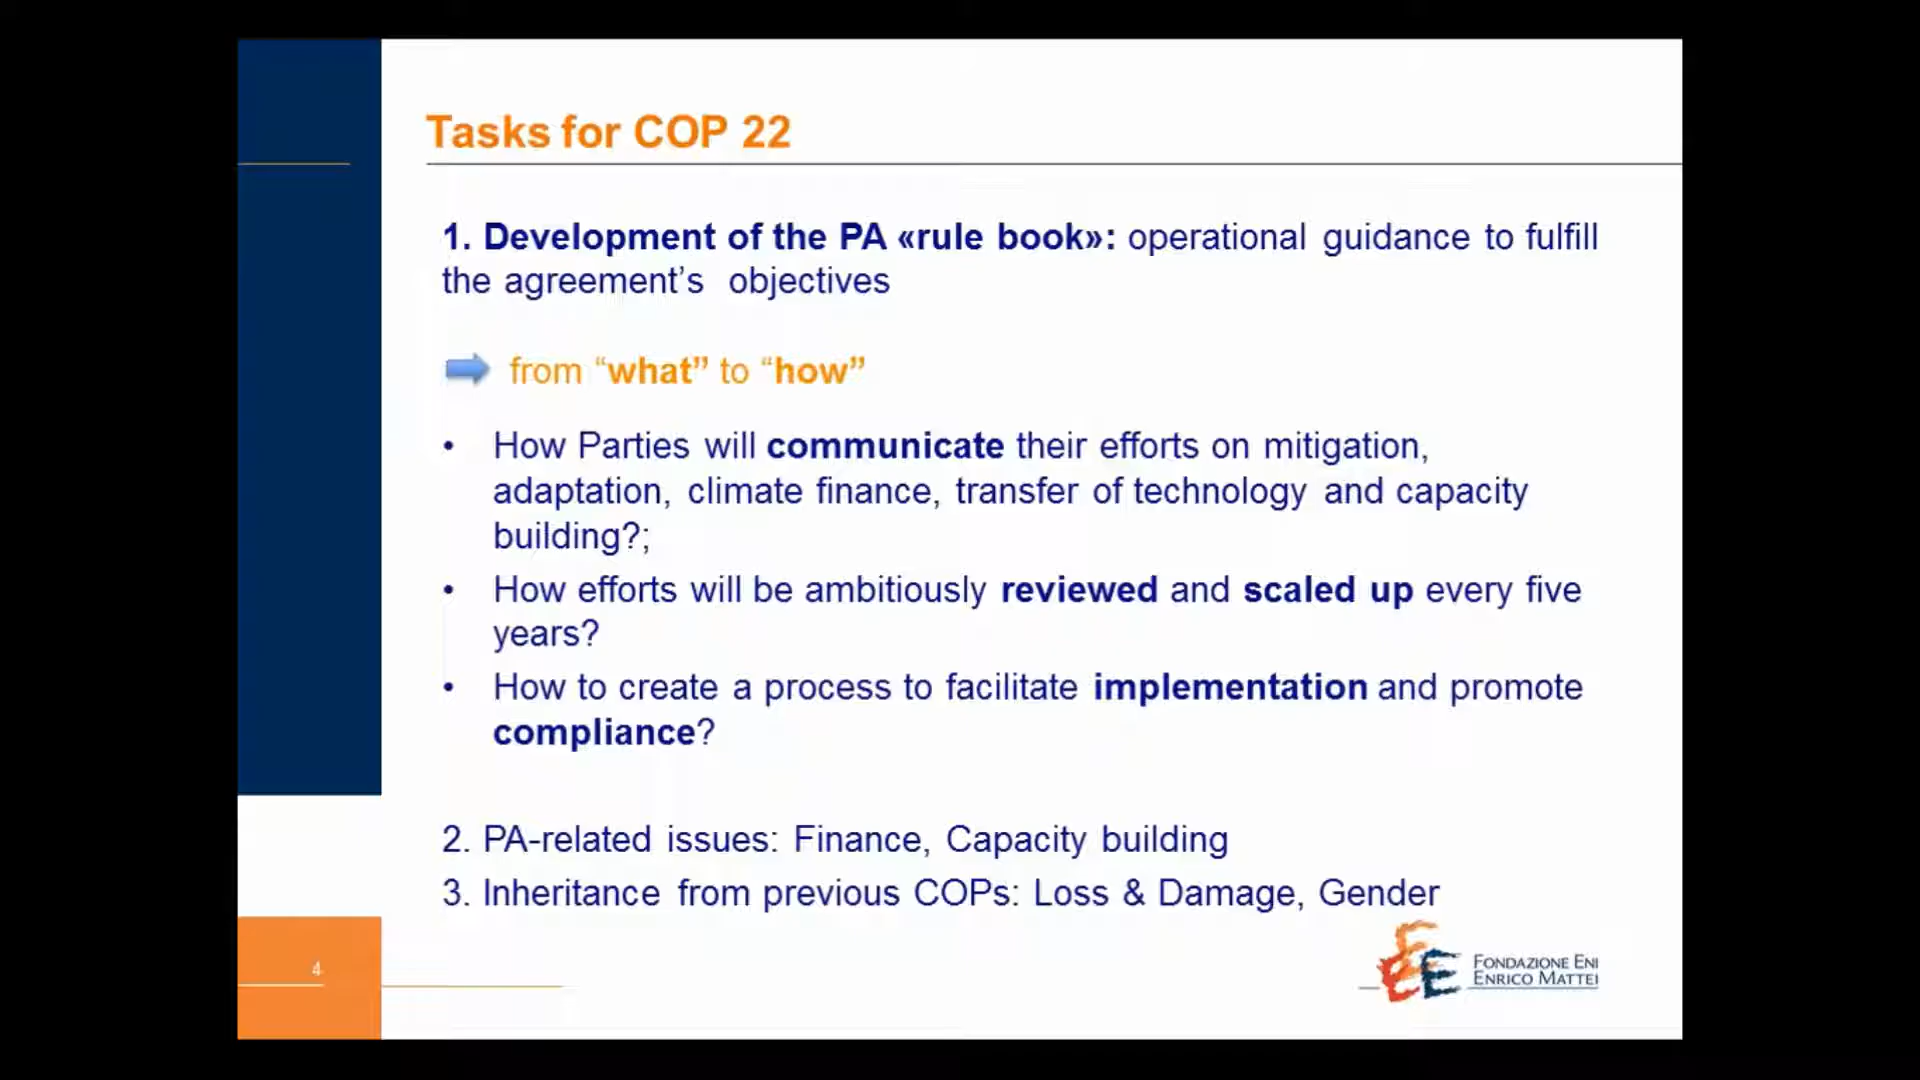 Tasks for COP 22
1. Development of the PA «rule book»: operational guidance to fulfill
the agreement’s objectives
from “what” to “how”
• How Parties will communicate their efforts on mitigation,
adaptation, climate finance, transfer of technology and capacity
building?;
• How efforts will be ambitiously reviewed and scaled up every five
years?
• How to create a process to facilitate implementation and promote
compliance?
2. PA-related issues: Finance, Capacity building
3. Inheritance from previous COPs: Loss & Damage, Gender
4
FONDAZIONE ENI
ENRICO MATTEI